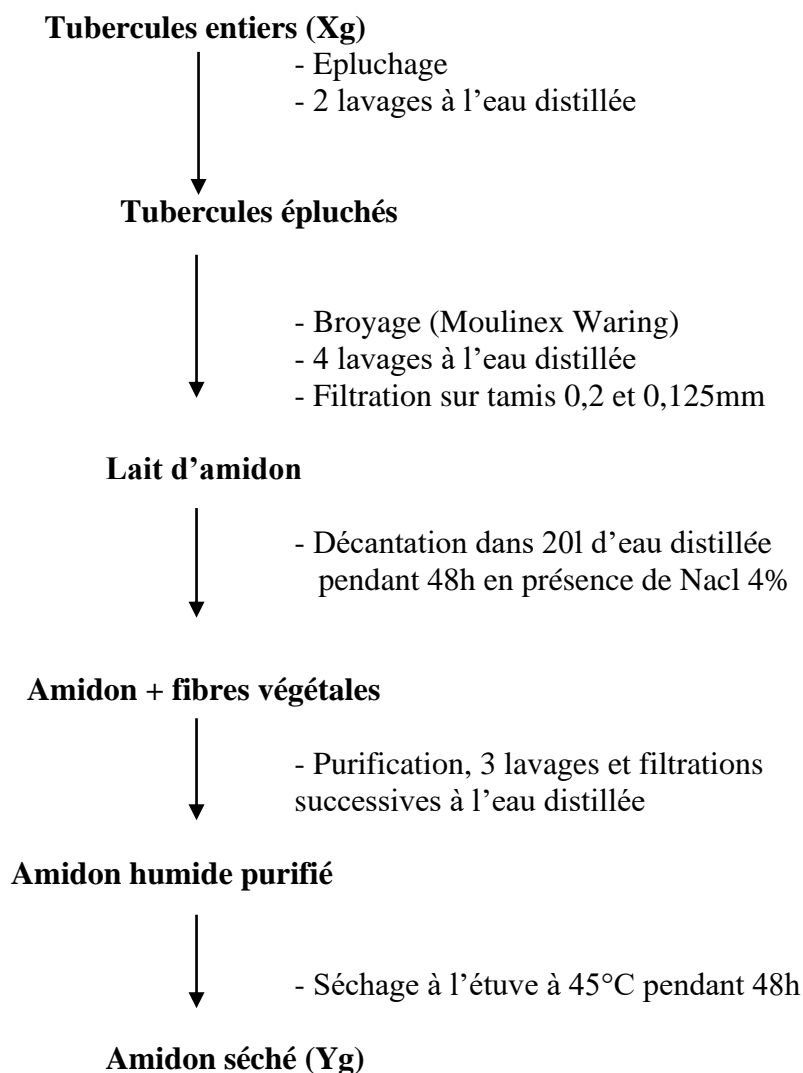 Tubercules entiers (Xg)
- Epluchage
- 2 lavages à l’eau distillée
Tubercules épluchés
- Broyage (Moulinex Waring)
- 4 lavages à l’eau distillée
- Filtration sur tamis 0,2 et 0,125mm
Lait d’amidon
- Décantation dans 20l d’eau distillée
pendant 48h en présence de Nacl 4%
Amidon + fibres végétales
- Purification, 3 lavages et filtrations
successives à l’eau distillée
Amidon humide purifié
- Séchage à l’étuve à 45°C pendant 48h
Amidon séché (Yg)